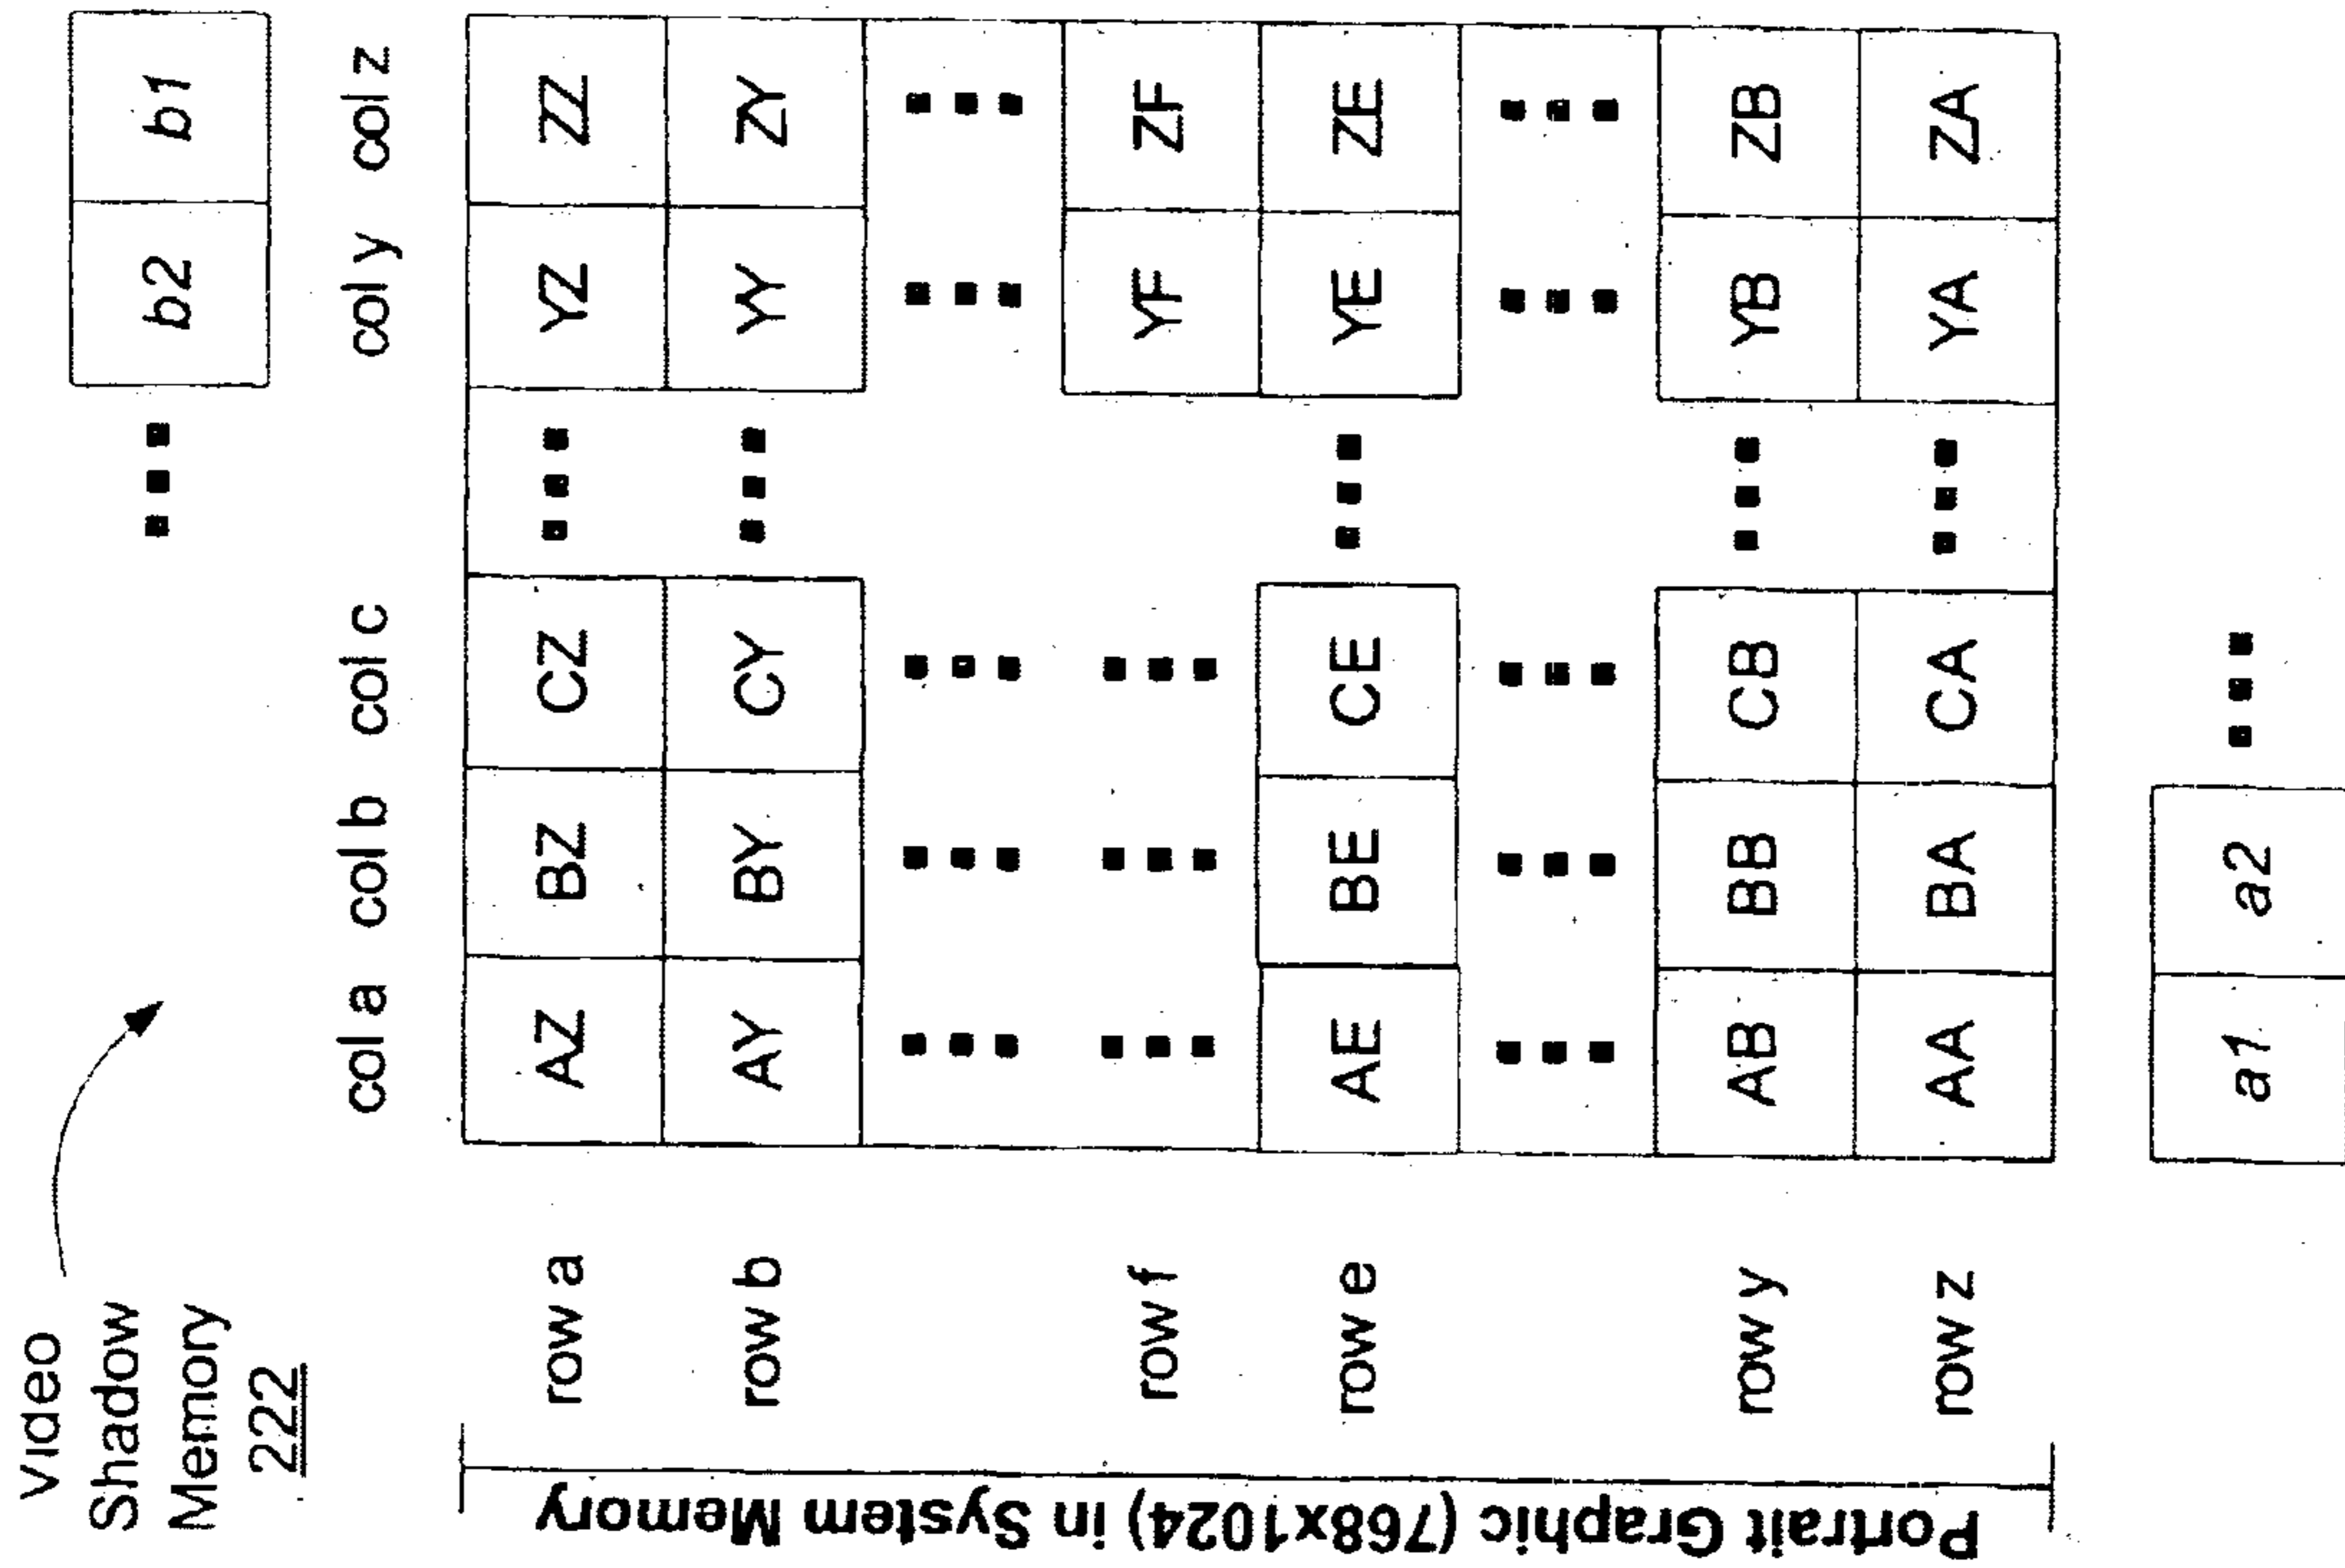 Video
Shadow
Memory
222
b2 b1
col a col b col c col y col z
row a AZ BZ CZ YZ ZZ
row b AY BY CY YY ZY
row f YF ZF
row e AE BE CE YE ZE
row y AB BB CB YB ZB
row z AA BA CA YA ZA
a1 a2
Portrait Graphic (768x1024) in System Memory